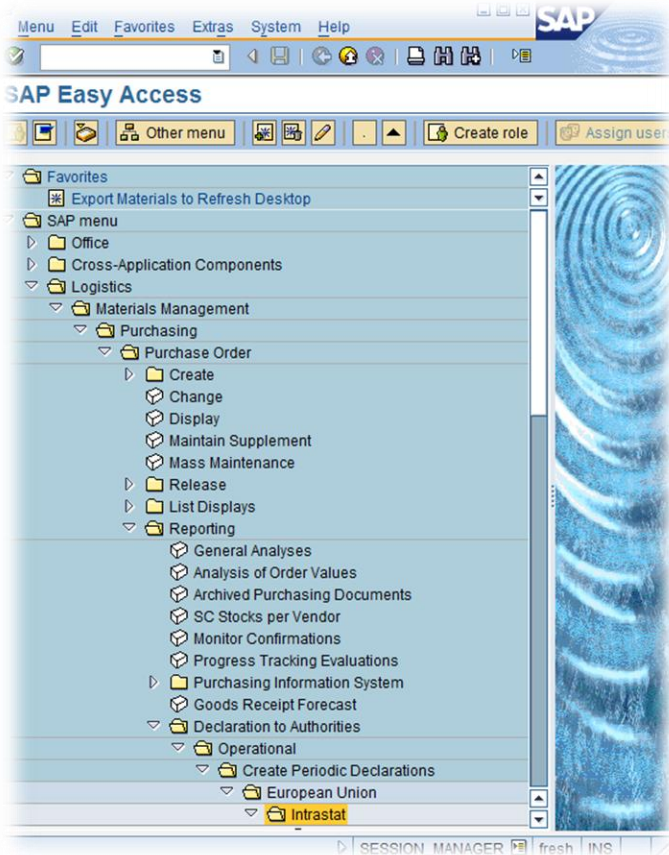 Menu Edit Favorites Extras System Help
SAP
SAP Easy Access
Other menu Create role Assign user
Favorites
Export Materials to Refresh Desktop
SAP menu
Office
Cross-Application Components
Logistics
Materials Management
Purchasing
Purchase Order
Create
Change
Display
Maintain Supplement
Mass Maintenance
Release
List Displays
Reporting
General Analyses
Analysis of Order Values
Archived Purchasing Documents
SC Stocks per Vendor
Monitor Confirmations
Progress Tracking Evaluations
Purchasing Information System
Goods Receipt Forecast
Declaration to Authorities
Operational
Create Periodic Declarations
European Union
Intrastat
SESSION_MANAGER fresh INS